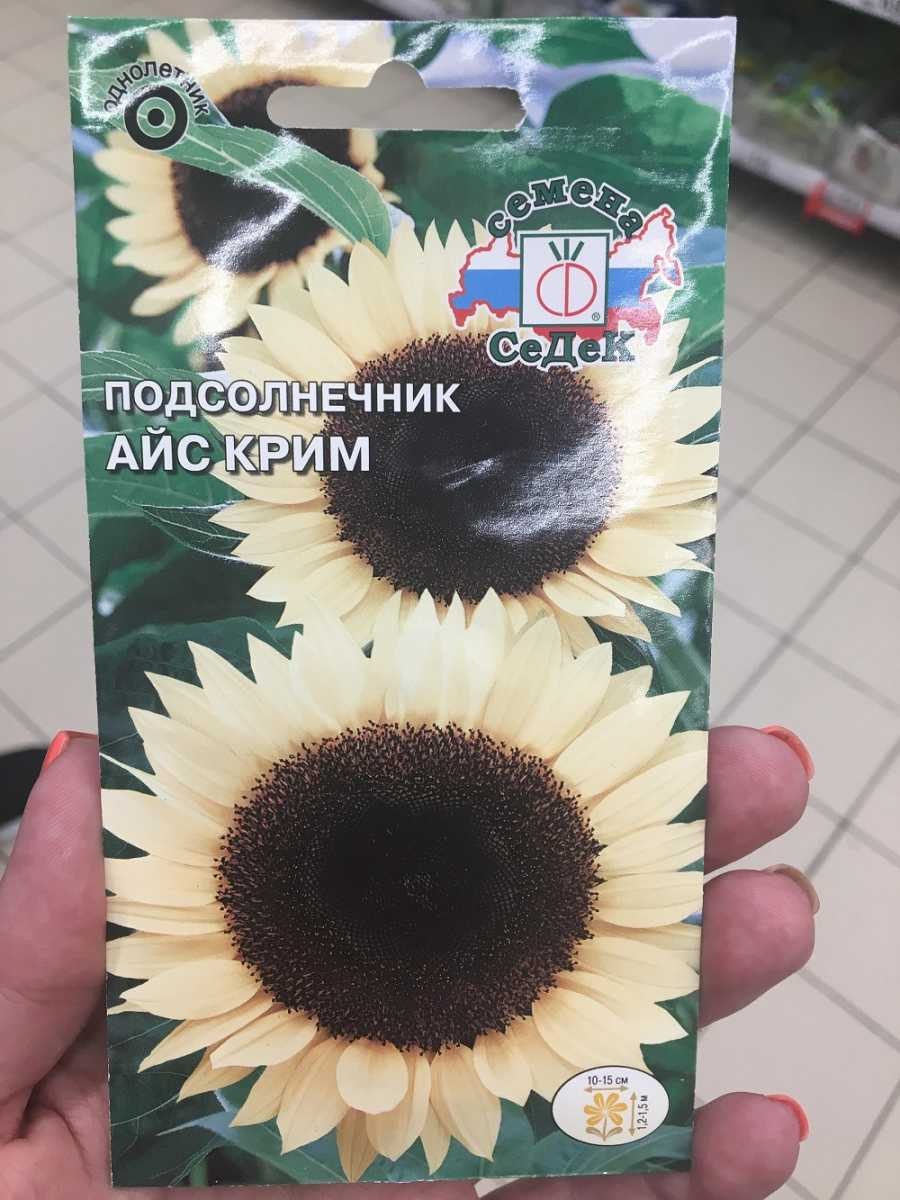 однолетник
семена
®
СеДеК
ПОДСОЛНЕЧНИК
АЙС КРИМ
10-15 см
1,2-1,5 м